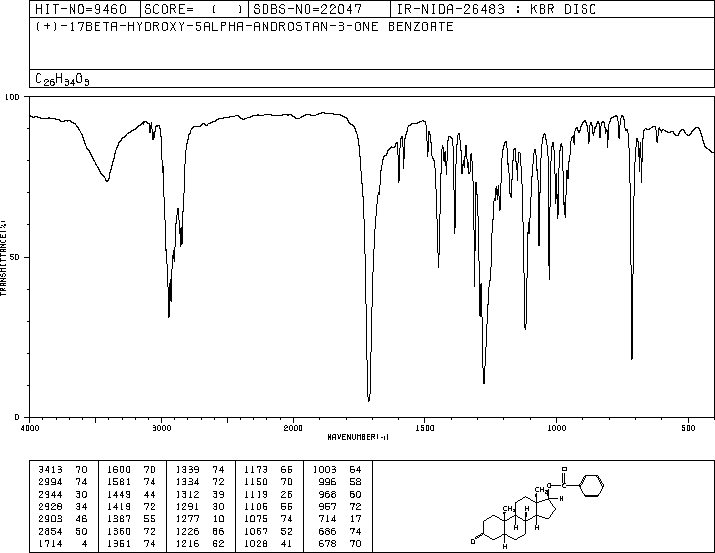 HIT-NO=9460 SCORE= ( ) SDBS-NO=22047 IR-NIDA-26483 : KBR DISC
(+)-17BETA-HYDROXY-5ALPHA-ANDROSTAN-3-ONE BENZOATE
C26H34O3
100
50
0
TRANSMITTANCE(%)
4000 3000 2000 1500 1000 500
WAVENUMBER(-1)
3413 70 1600 70 1339 74 1173 66 1003 64
2994 74 1581 74 1334 72 1150 70 996 58
2944 30 1449 44 1312 39 1119 26 968 60
2928 34 1419 72 1291 30 1106 66 967 72
2903 46 1387 55 1277 10 1075 74 714 17
2854 50 1360 72 1226 86 1067 52 686 74
1714 4 1351 74 1216 62 1028 41 678 70
O
CH3 O C
CH3 H
H H
O H